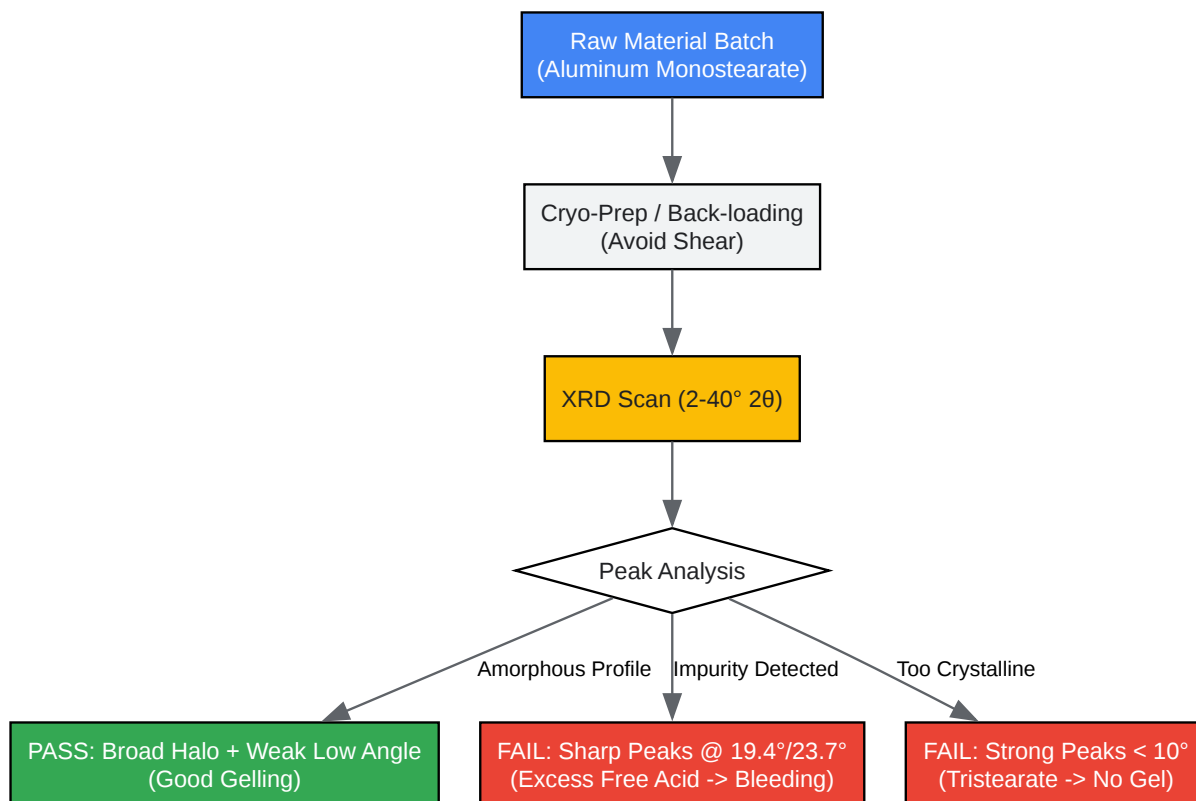 Raw Material Batch
(Aluminum Monostearate)
Cryo-Prep / Back-loading
(Avoid Shear)
XRD Scan (2-40° 2θ)
Peak Analysis
Amorphous Profile
Impurity Detected
Too Crystalline
PASS: Broad Halo + Weak Low Angle
(Good Gelling)
FAIL: Sharp Peaks @ 19.4°/23.7°
(Excess Free Acid -> Bleeding)
FAIL: Strong Peaks < 10°
(Tristearate -> No Gel)